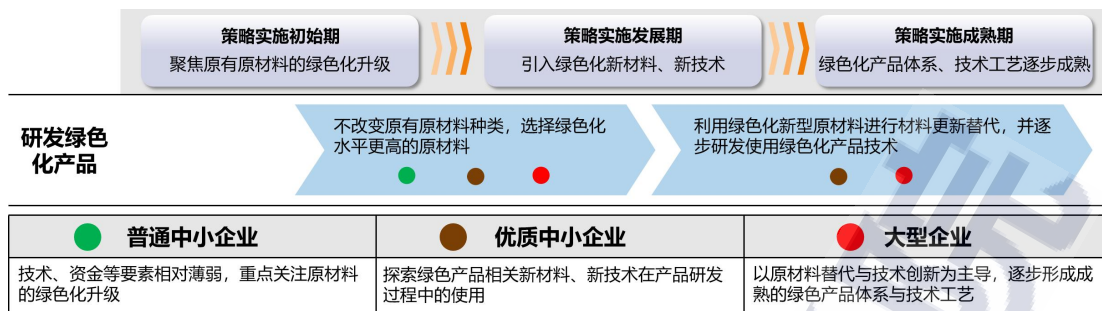 策略实施初始期
聚焦原有原材料的绿色化升级
策略实施发展期
引入绿色化新材料、新技术
策略实施成熟期
绿色化产品体系、技术工艺逐步成熟
研发绿色
化产品
不改变原有原材料种类，选择绿色化
水平更高的原材料
利用绿色化新型原材料进行材料更新替代，并逐
步研发使用绿色化产品技术
普通中小企业
技术、资金等要素相对薄弱，重点关注原材料
的绿色化升级
优质中小企业
探索绿色产品相关新材料、新技术在产品研发
过程中的使用
大型企业
以原材料替代与技术创新为主导，逐步形成成
熟的绿色产品体系与技术工艺